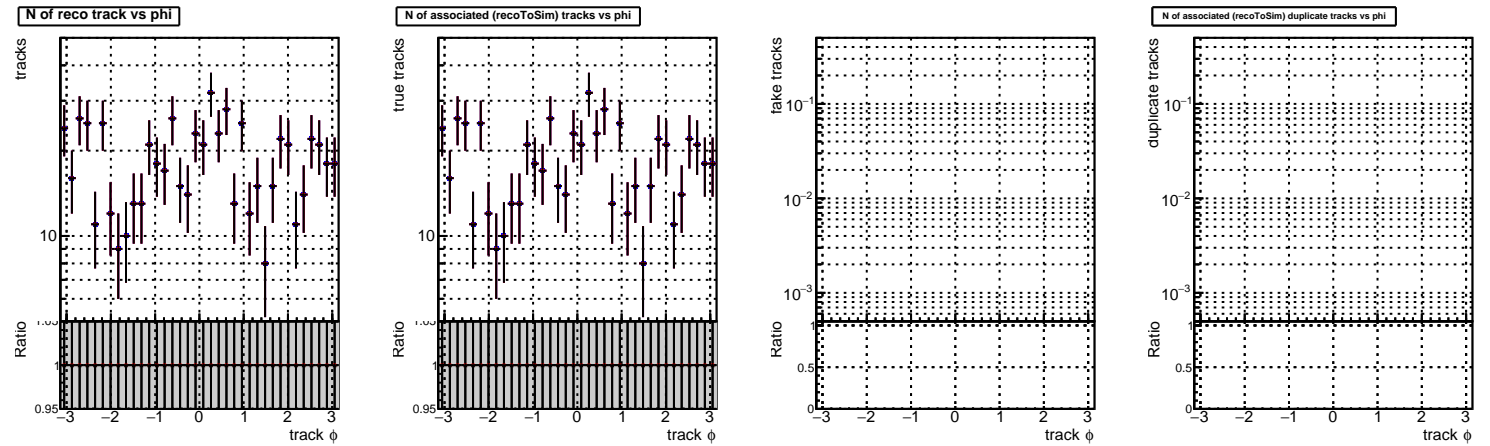 N of reco track vs phi
tracks
10
Ratio
1.05
1
0.95
−3 −2 −1 0 1 2 3
track φ
N of associated (recoToSim) tracks vs phi
true tracks
10
Ratio
1
0.95
−3 −2 −1 0 1 2 3
track φ
fake tracks
10−1
10−2
10−3
Ratio
1
0.5
0
−3 −2 −1 0 1 2 3
track φ
N of associated (recoToSim) duplicate tracks vs phi
duplicate tracks
10−1
10−2
10−3
Ratio
1
0.5
0
−3 −2 −1 0 1 2 3
track φ